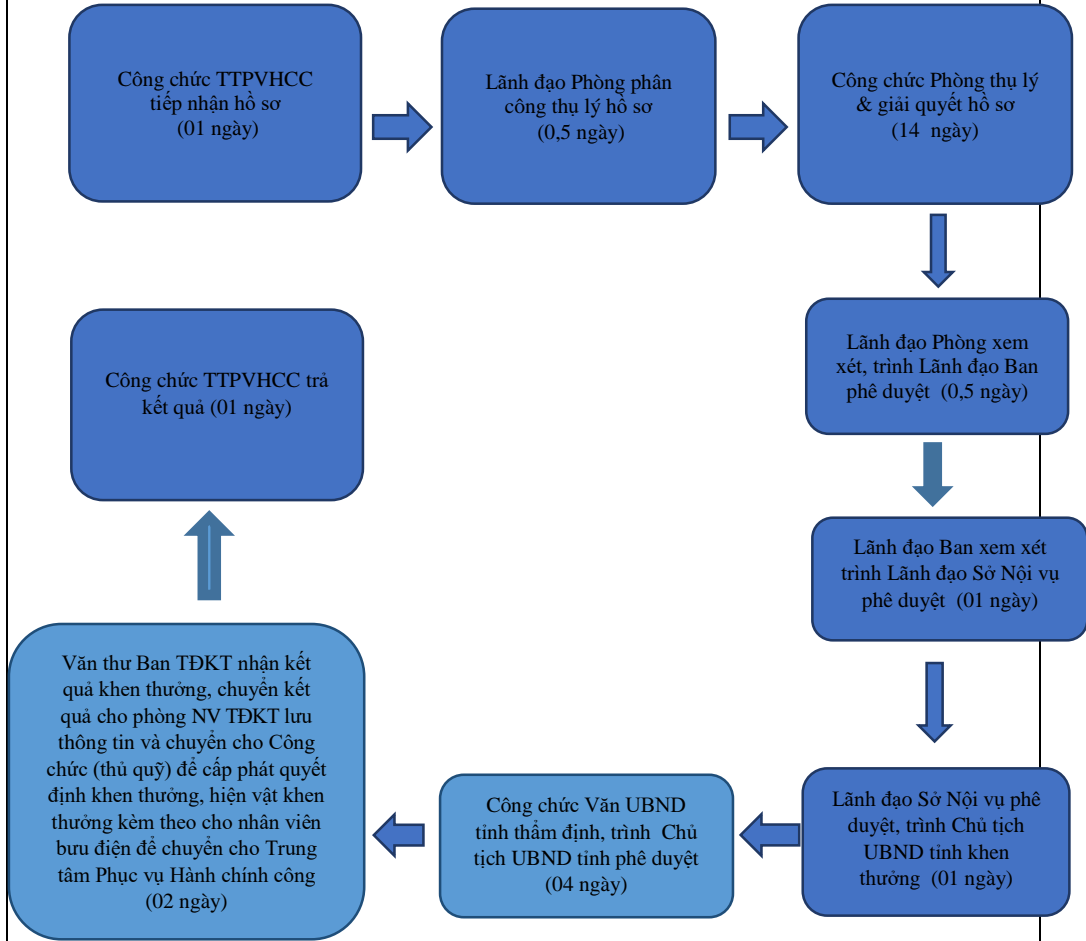 Công chức TTPVHCC
tiếp nhận hồ sơ
(01 ngày)
Lãnh đạo Phòng phân
công thụ lý hồ sơ
(0,5 ngày)
Công chức Phòng thụ lý
& giải quyết hồ sơ
(14 ngày)
Lãnh đạo Phòng xem
xét, trình Lãnh đạo Ban
phê duyệt (0,5 ngày)
Lãnh đạo Ban xem xét
trình Lãnh đạo Sở Nội vụ
phê duyệt (01 ngày)
Lãnh đạo Sở Nội vụ phê
duyệt, trình Chủ tịch
UBND tỉnh khen
thưởng (01 ngày)
Công chức Văn UBND
tỉnh thẩm định, trình Chủ
tịch UBND tỉnh phê duyệt
(04 ngày)
Văn thư Ban TĐKT nhận kết
quả khen thưởng, chuyển kết
quả cho phòng NV TĐKT lưu
thông tin và chuyển cho Công
chức (thủ quỹ) để cấp phát quyết
định khen thưởng, hiện vật khen
thưởng kèm theo cho nhân viên
bưu điện để chuyển cho Trung
tâm Phục vụ Hành chính công
(02 ngày)
Công chức TTPVHCC trả
kết quả (01 ngày)